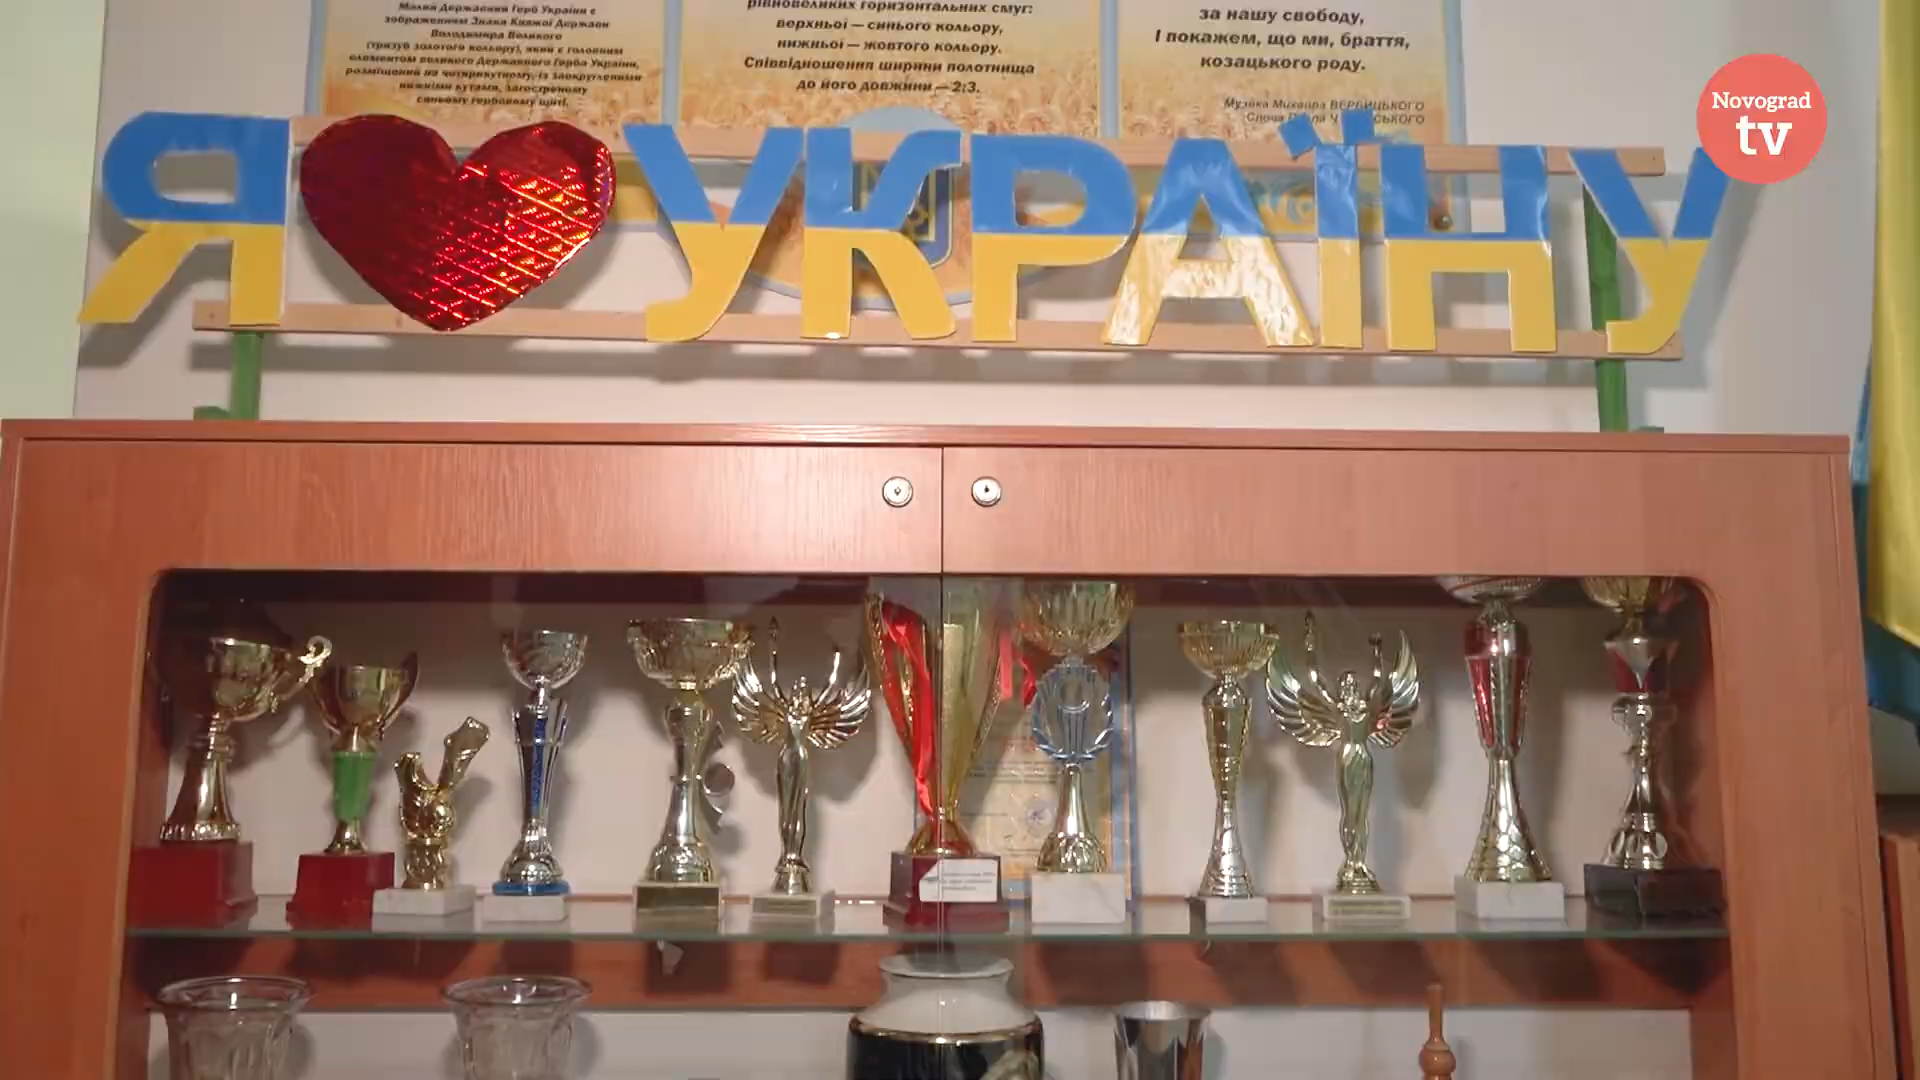 Малий Державний Герб України є
зображенням Знака Княжої Держави
Володимира Великого
(тризуб золотого кольору), який є головним
елементом великого Державного Герба України,
розміщений на чотирикутному, із заокругленими
нижніми кутами, загостреному
синьому гербовому щиті.
рівновеликих горизонтальних смуг:
верхньої — синього кольору,
нижньої — жовтого кольору.
Співвідношення ширини полотнища
до його довжини — 2:3.
за нашу свободу,
І покажем, що ми, браття,
козацького роду.
Музика Михайла ВЕРБИЦЬКОГО
Слова
Novograd
tv
Я УКРАЇНУ